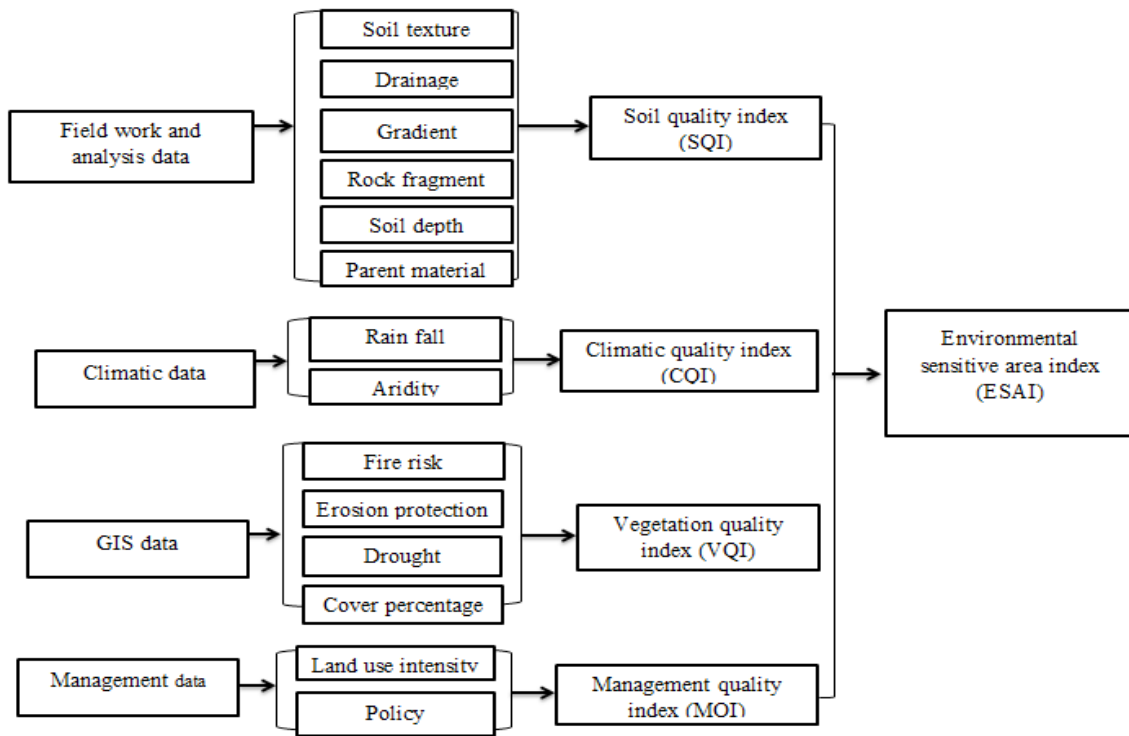 Soil texture
Drainage
Gradient
Rock fragment
Soil depth
Parent material
Field work and
analysis data
Soil quality index
(SQI)
Rain fall
Aridity
Climatic data
Climatic quality index
(CQI)
Environmental
sensitive area index
(ESAI)
Fire risk
Erosion protection
Drought
Cover percentage
GIS data
Vegetation quality
index (VQI)
Land use intensity
Policy
Management data
Management quality
index (MQI)